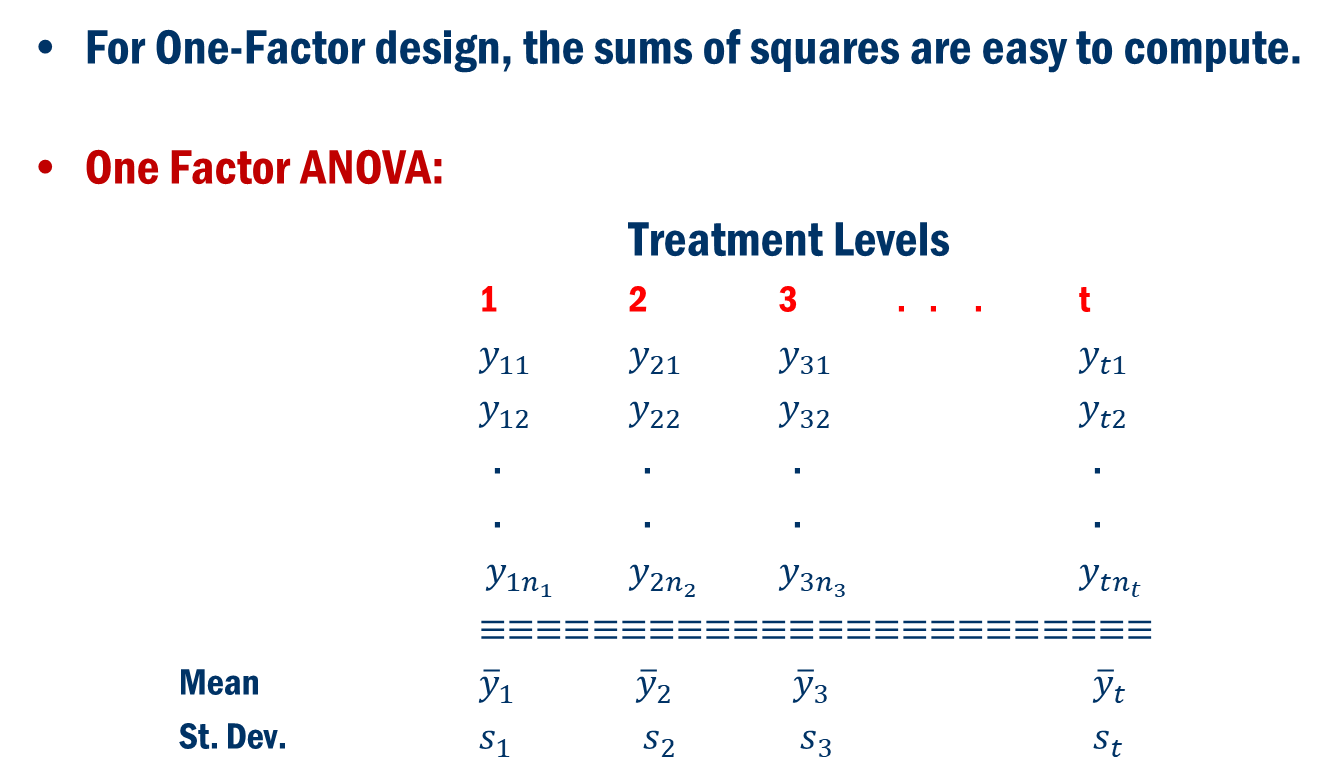 • For One-Factor design, the sums of squares are easy to compute.
• One Factor ANOVA:
Treatment Levels
1 2 3 . . . t
y₁₁ y₂₁ y₃₁ yₜ₁
y₁₂ y₂₂ y₃₂ yₜ₂
. . . .
. . . .
y₁ₙ₁ y₂ₙ₂ y₃ₙ₃ yₜₙₜ
≡≡≡≡≡≡≡≡≡≡≡≡≡≡≡≡≡≡≡≡≡≡≡≡
Mean ȳ₁ ȳ₂ ȳ₃ ȳₜ
St. Dev. s₁ s₂ s₃ sₜ